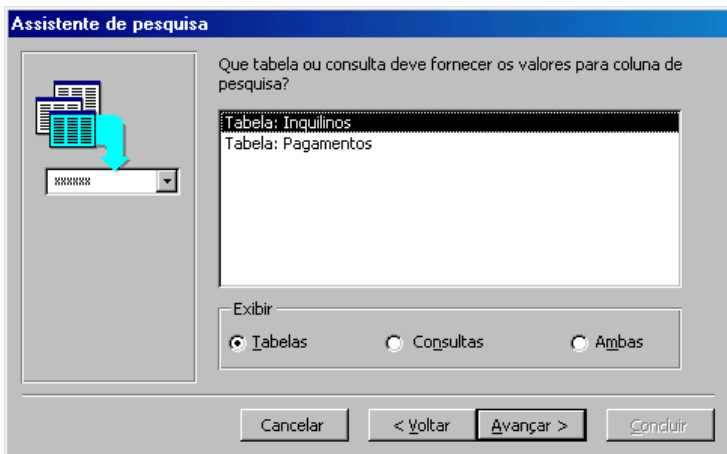 Assistente de pesquisa
Que tabela ou consulta deve fornecer os valores para coluna de
pesquisa?
Tabela: Inquilinos
Tabela: Pagamentos
xxxxxx
Exibir
Tabelas
Consultas
Ambas
Cancelar
< Voltar
Avançar >
Concluir